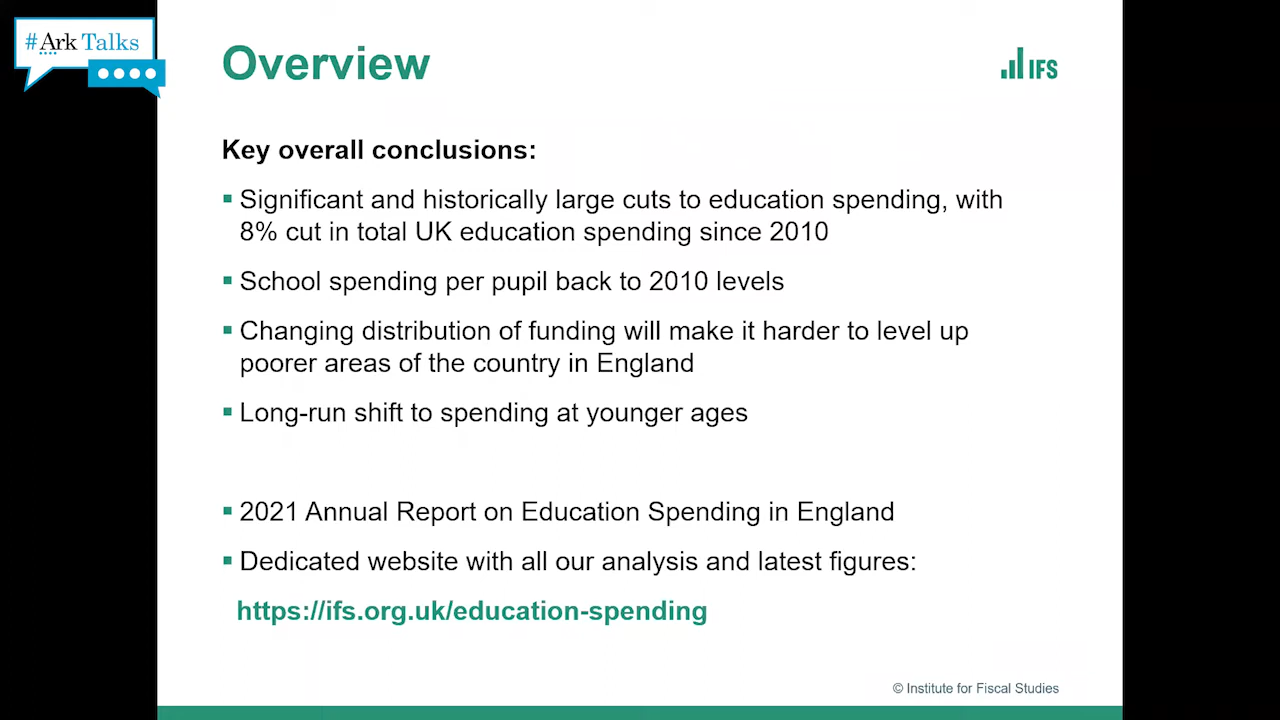 #Ark Talks
Overview
IFS
Key overall conclusions:
Significant and historically large cuts to education spending, with
8% cut in total UK education spending since 2010
School spending per pupil back to 2010 levels
Changing distribution of funding will make it harder to level up
poorer areas of the country in England
Long-run shift to spending at younger ages
2021 Annual Report on Education Spending in England
Dedicated website with all our analysis and latest figures:
https://ifs.org.uk/education-spending
© Institute for Fiscal Studies